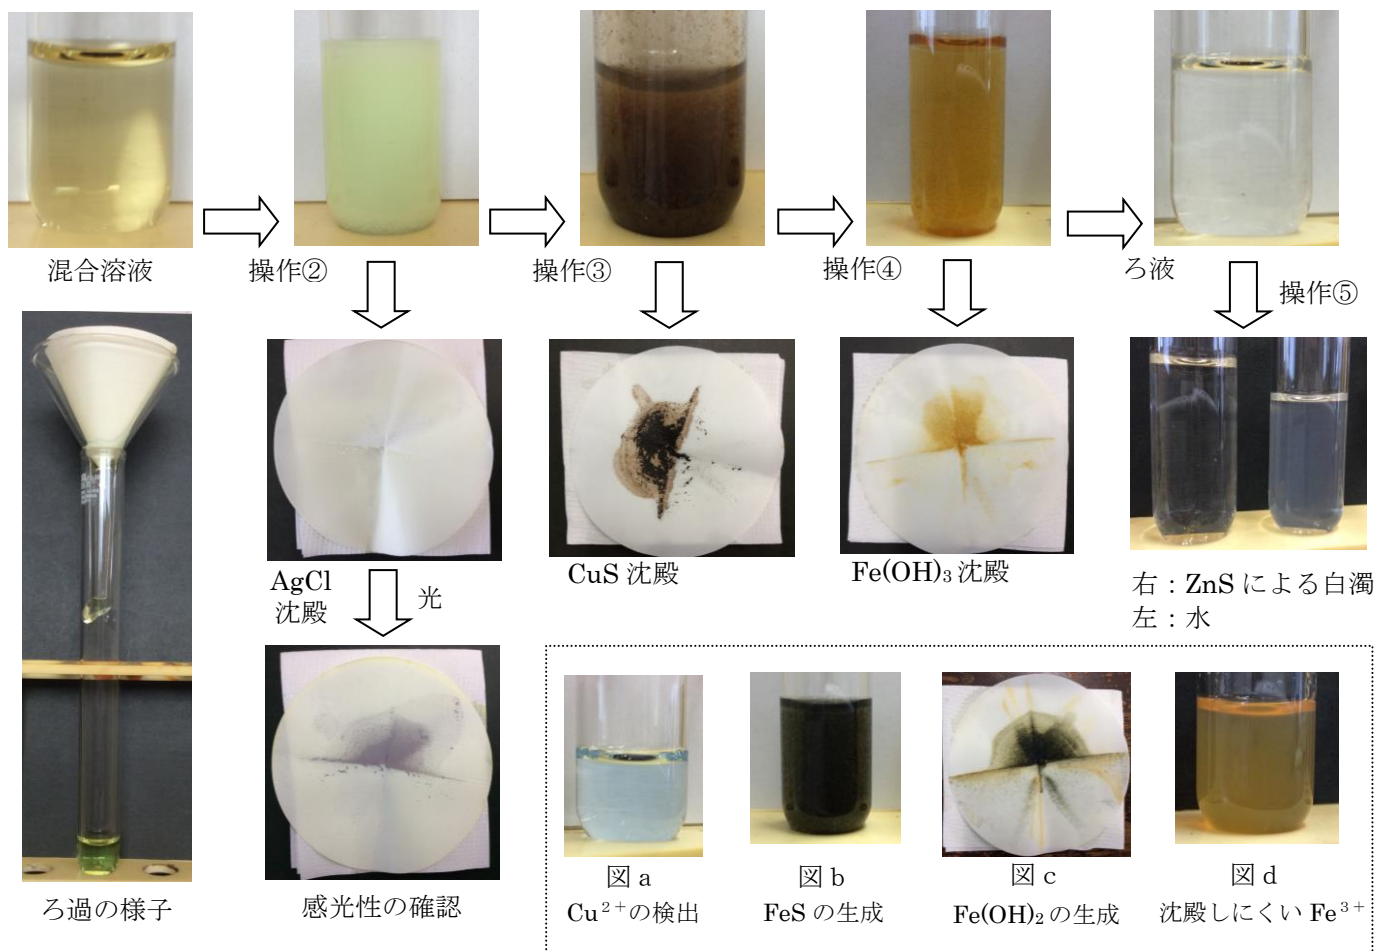 混合溶液
操作②
操作③
操作④
ろ液
操作⑤
AgCl
沈殿
光
CuS 沈殿
Fe(OH)₃沈殿
右：ZnS による白濁
左：水
ろ過の様子
感光性の確認
図 a
Cu²⁺の検出
図 b
FeS の生成
図 c
Fe(OH)₂の生成
図 d
沈殿しにくい Fe³⁺